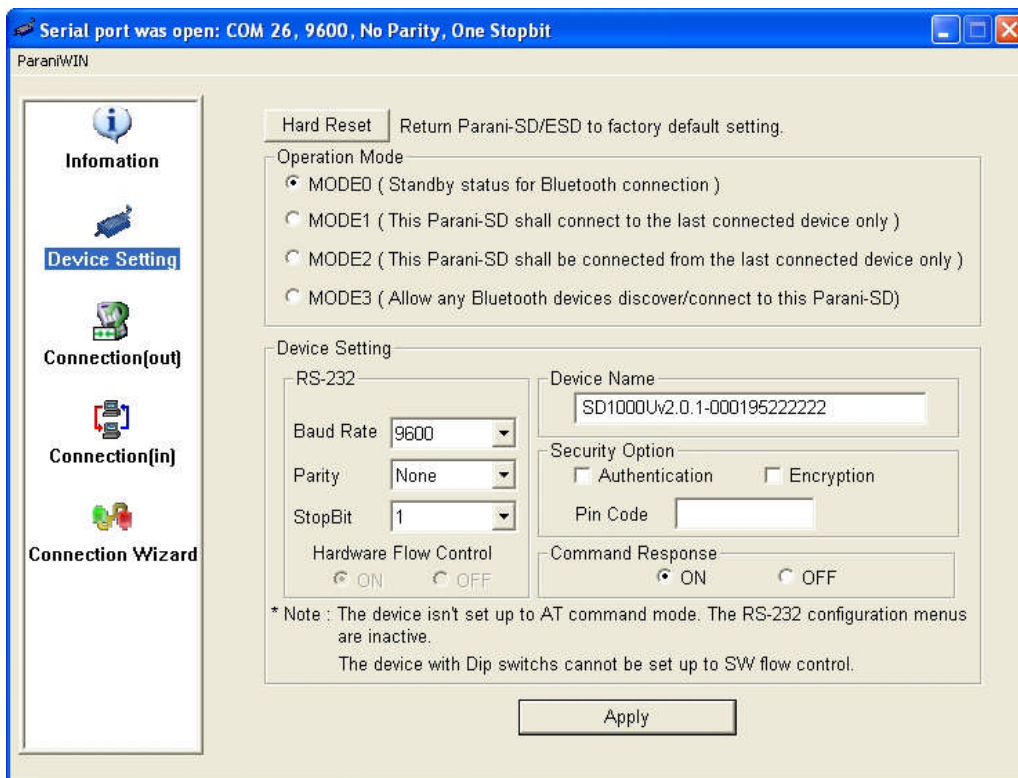 Serial port was open: COM 26, 9600, No Parity, One Stopbit
ParaniWIN
Infomation
Device Setting
Connection(out)
Connection(in)
Connection Wizard
Hard Reset Return Parani-SD/ESD to factory default setting.
Operation Mode
MODE0 ( Standby status for Bluetooth connection )
MODE1 ( This Parani-SD shall connect to the last connected device only )
MODE2 ( This Parani-SD shall be connected from the last connected device only )
MODE3 ( Allow any Bluetooth devices discover/connect to this Parani-SD)
Device Setting
RS-232
Baud Rate 9600
Parity None
StopBit 1
Hardware Flow Control
ON OFF
Device Name
SD1000Uv2.0.1-000195222222
Security Option
Authentication Encryption
Pin Code
Command Response
ON OFF
* Note : The device isn't set up to AT command mode. The RS-232 configuration menus
are inactive.
The device with Dip switchs cannot be set up to SW flow control.
Apply